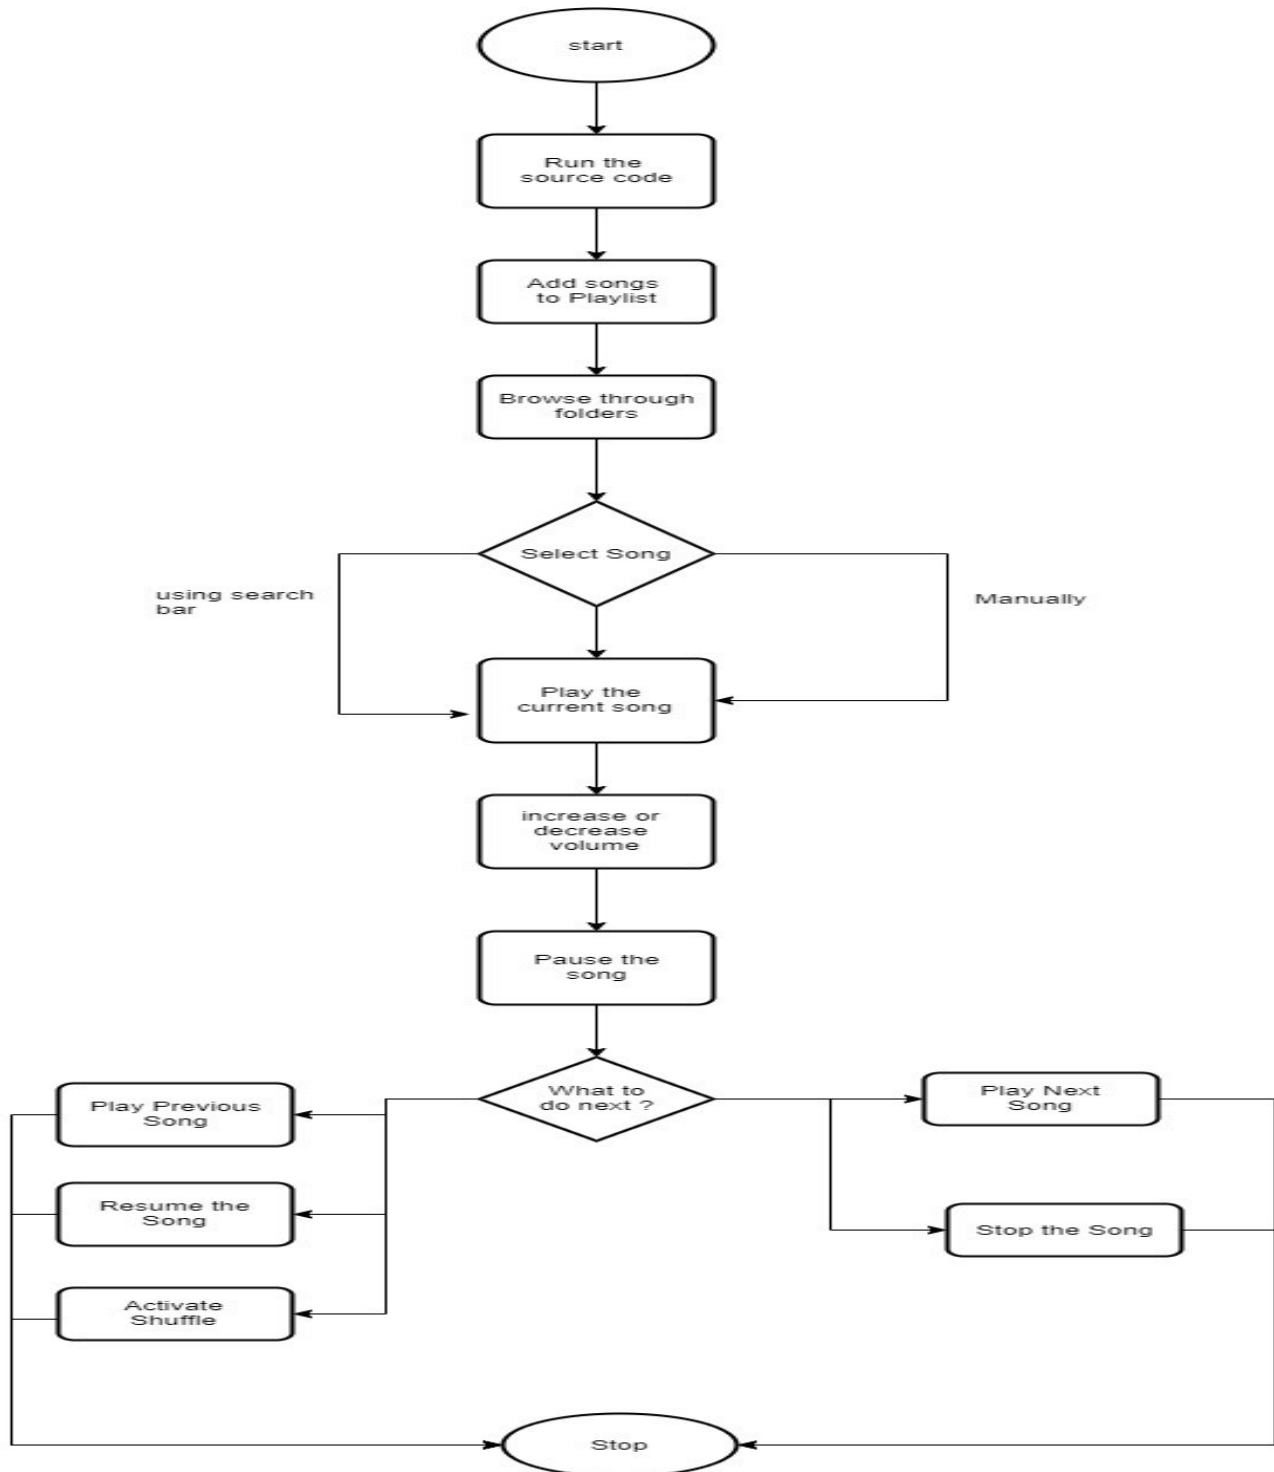 start
Run the
source code
Add songs
to Playlist
Browse through
folders
Select Song
using search
bar
Manually
Play the
current song
increase or
decrease
volume
Pause the
song
What to
do next ?
Play Previous
Song
Play Next
Song
Resume the
Song
Stop the Song
Activate
Shuffle
Stop